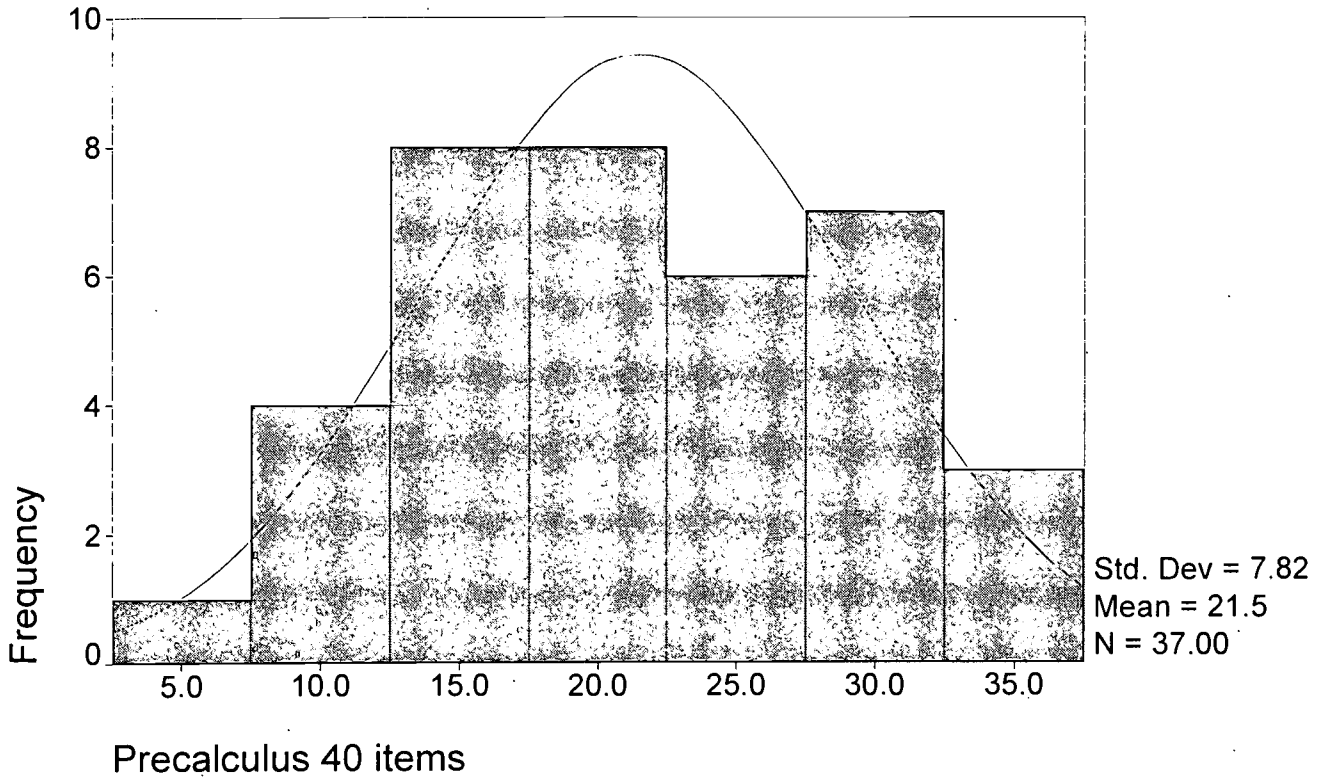 10
8
6
4
2
0
Frequency
5.0
10.0
15.0
20.0
25.0
30.0
35.0
Std. Dev = 7.82
Mean = 21.5
N = 37.00
Precalculus 40 items